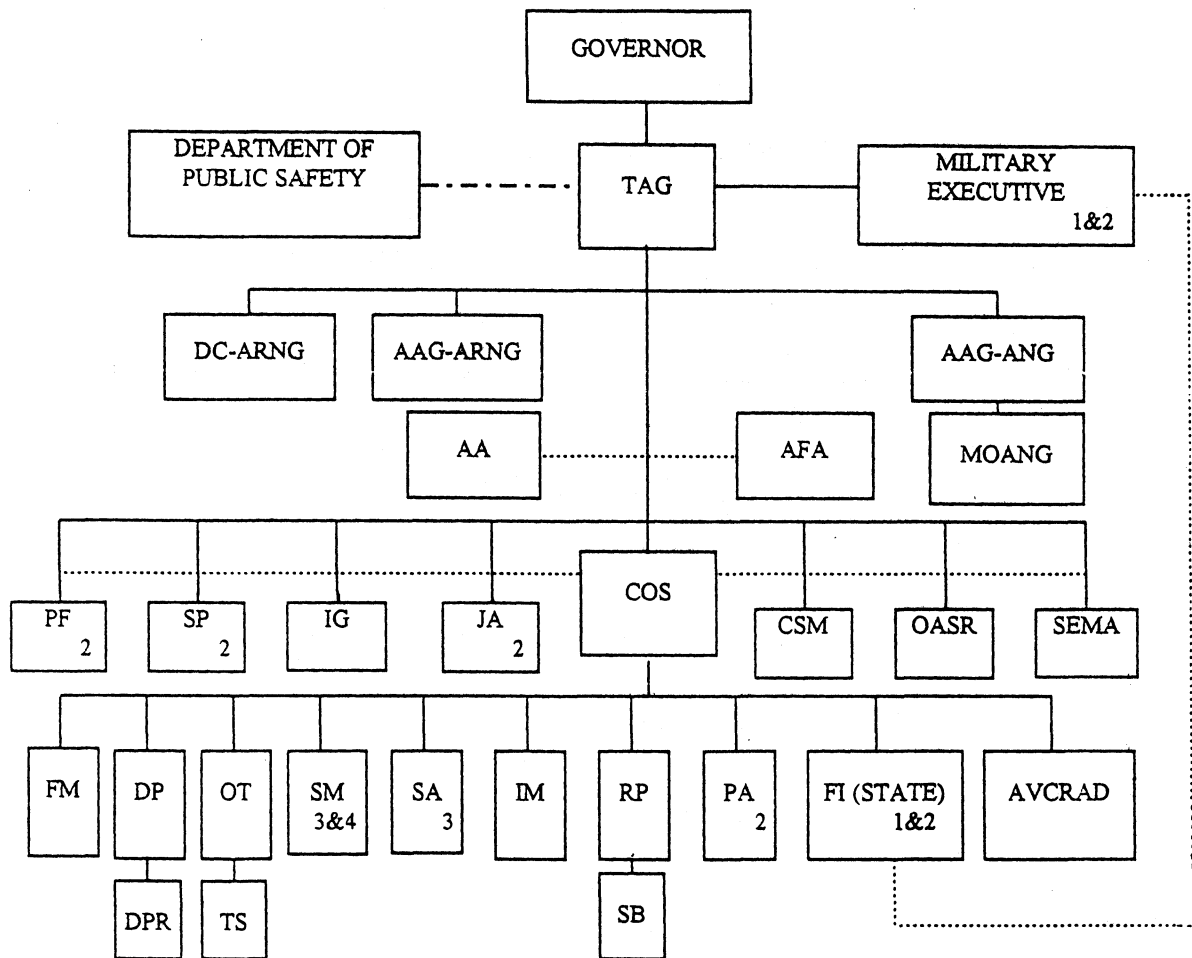 GOVERNOR
DEPARTMENT OF
PUBLIC SAFETY
TAG
MILITARY
EXECUTIVE
1&2
DC-ARNG
AAG-ARNG
AAG-ANG
AA
AFA
MOANG
PF
2
SP
2
IG
JA
2
COS
CSM
OASR
SEMA
FM
DP
OT
SM
3&4
SA
3
IM
RP
PA
2
FI (STATE)
1&2
AVCRAD
DPR
TS
SB